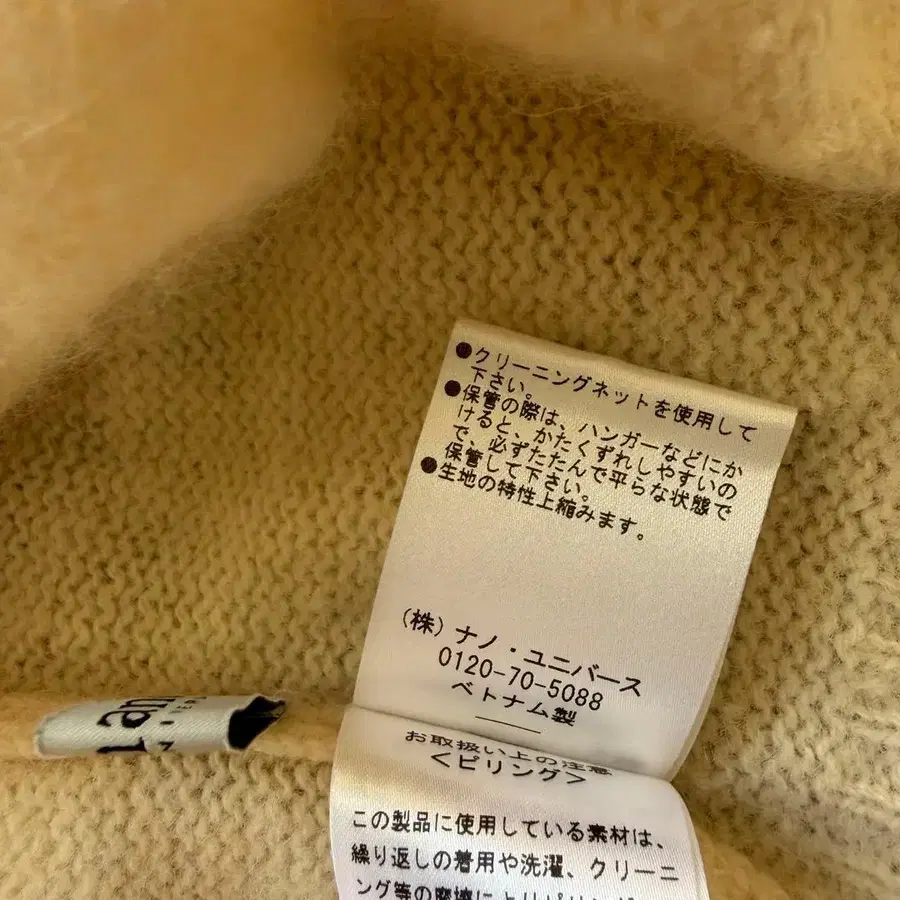 ●クリーニングネットを使用して
下さい。
●保管の際は、ハンガーなどにか
けると、かたくずれしやすいの
で、必ずたたんで平らな状態で
保管して下さい。
●生地の特性上縮みます。
(株)ナノ・ユニバース
0120-70-5088
ベトナム製
お取扱い上の注意
<ピリング>
この製品に使用している素材は、
繰り返しの着用や洗濯、クリーニ
ング等の摩擦によりピリング